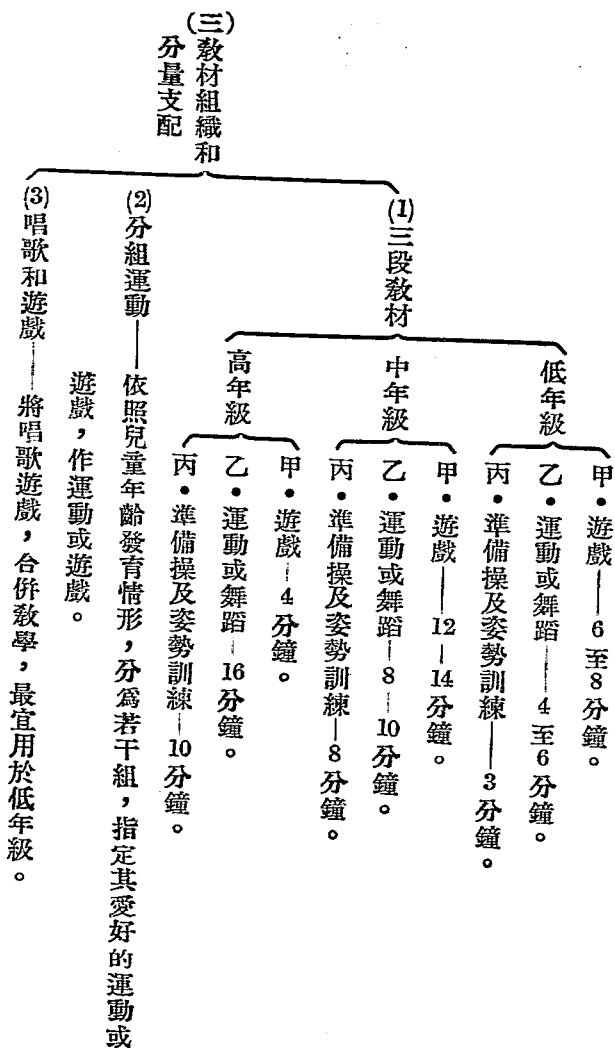 (三)教材組織和
分量支配
(1)三段教材
低年級
甲•遊戲——6至8分鐘。
乙•運動或舞蹈——4至6分鐘。
丙•準備操及姿勢訓練——3分鐘。
中年級
甲•遊戲——12—14分鐘。
乙•運動或舞蹈—8—10分鐘。
丙•準備操及姿勢訓練—8分鐘。
高年級
甲•遊戲—4分鐘。
乙•運動或舞蹈—16分鐘。
丙•準備操及姿勢訓練—10分鐘。
(2)分組運動——依照兒童年齡發育情形，分爲若干組，指定其愛好的運動或
遊戲，作運動或遊戲。
(3)唱歌和遊戲——將唱歌遊戲，合併教學，最宜用於低年級。